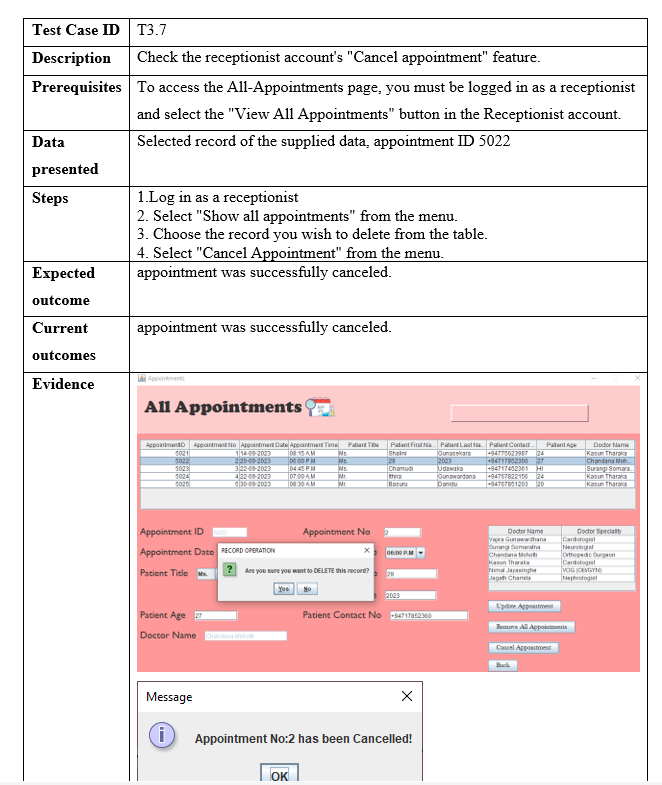 Test Case ID T3.7
Description Check the receptionist account's "Cancel appointment" feature.
Prerequisites To access the All-Appointments page, you must be logged in as a receptionist
and select the "View All Appointments" button in the Receptionist account.
Data Selected record of the supplied data, appointment ID 5022
presented
Steps 1.Log in as a receptionist
2. Select "Show all appointments" from the menu.
3. Choose the record you wish to delete from the table.
4. Select "Cancel Appointment" from the menu.
Expected appointment was successfully canceled.
outcome
Current appointment was successfully canceled.
outcomes
Evidence
Appointments
All Appointments
AppointmentID Appointment No Appointment Date Appointment Time Patient Title Patient First Na... Patient Last Na... Patient Contact ... Patient Age Doctor Name
5021 1 14-09-2023 08:15 A.M Ms. Shalini Gunasekara +94775623987 24 Kasun Tharaka
5022 2 20-09-2023 06:00 P.M Ms. 29 2023 +94717852360 27 Chandana Moh...
5023 3 22-09-2023 04:45 P.M Ms. Chamudi Udawaka +94717452361 HI Surangi Somara...
5024 4 22-09-2023 07:00 A.M Mr. Ithira Gunawardana +94767822156 24 Kasun Tharaka
5025 5 30-09-2023 08:30 A.M Mr. Basuru Danidu +94767851203 20 Kasun Tharaka
Appointment ID 5022 Appointment No 2
Appointment Date 06:00 P.M
Patient Title Ms. 29
2023
Patient Age 27 Patient Contact No +94717852360
Doctor Name Chandana Mohotti
RECORD OPERATION
Are you sure you want to DELETE this record?
Yes No
Doctor Name Doctor Speciality
Vajira Gunawardhana Cardiologist
Surangi Somaratna Neurologist
Chandana Mohotti Orthopedic Surgeon
Kasun Tharaka Cardiologist
Nimal Jayasinghe VOG (OB/GYN)
Jagath Chamila Nephrologist
Update Appointment
Remove All Appointments
Cancel Appointment
Back
Message
Appointment No:2 has been Cancelled!
OK